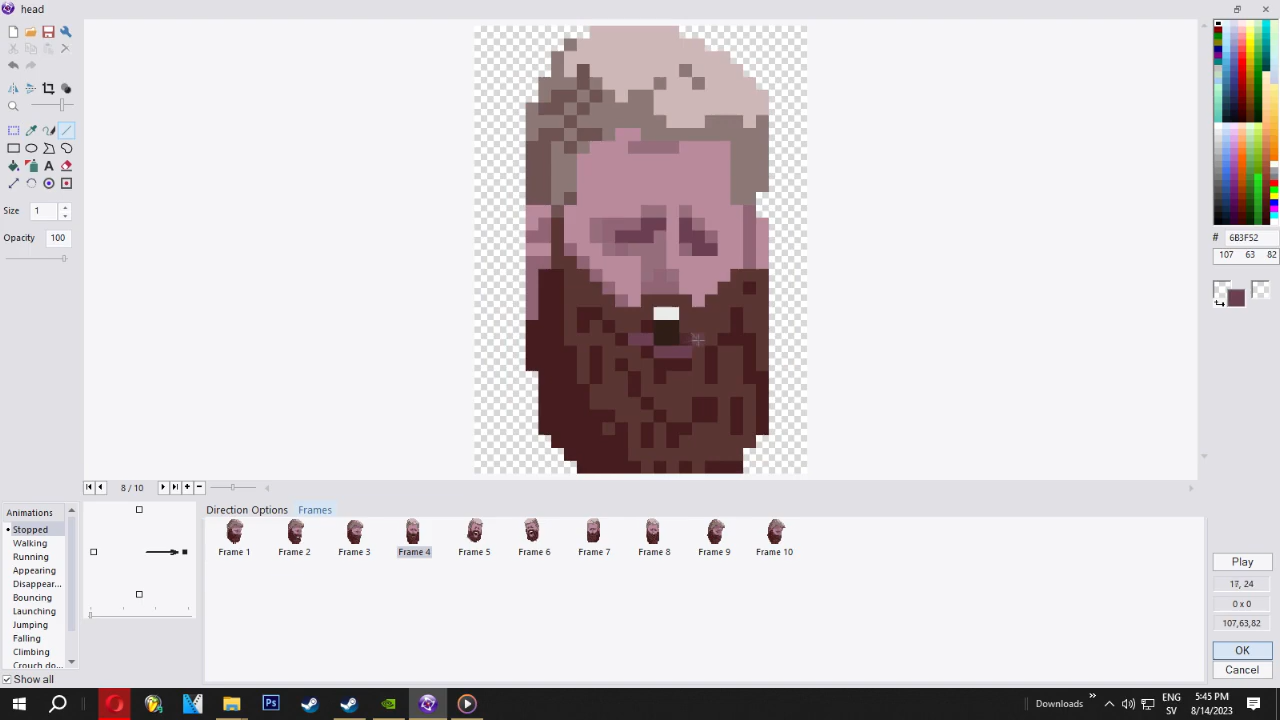 head
Size 1
Opacity 100
# 6B3F52
107 63 82
8 / 10
Animations
Stopped
Walking
Running
Appearing
Disappear...
Bouncing
Launching
Jumping
Falling
Climbing
Crouch do...
Show all
Direction Options Frames
Frame 1 Frame 2 Frame 3 Frame 4 Frame 5 Frame 6 Frame 7 Frame 8 Frame 9 Frame 10
Play
17, 24
0 x 0
107,63,82
OK
Cancel
Downloads
ENG
SV
5:45 PM
8/14/2023